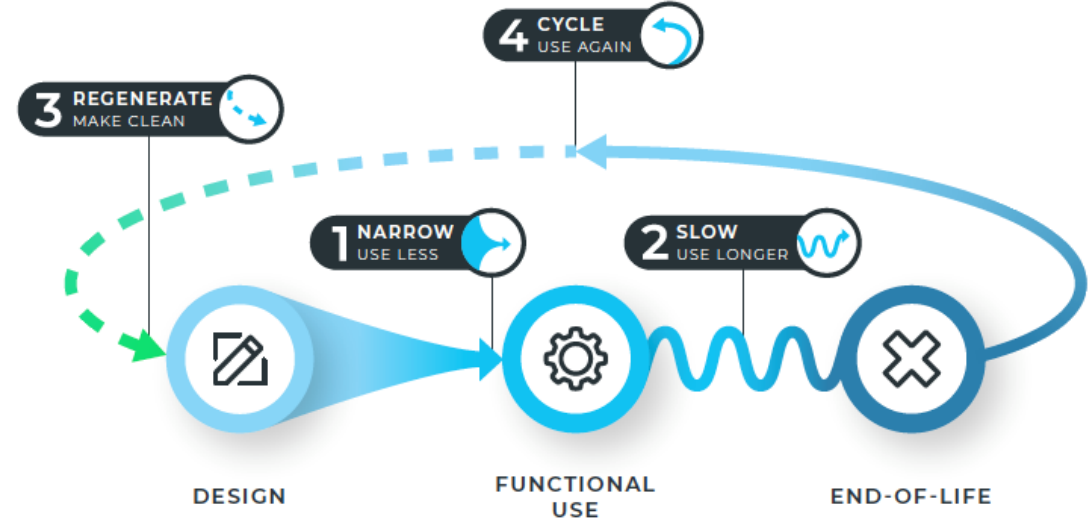 4 CYCLE
USE AGAIN
3 REGENERATE
MAKE CLEAN
1 NARROW
USE LESS
2 SLOW
USE LONGER
DESIGN
FUNCTIONAL
USE
END-OF-LIFE